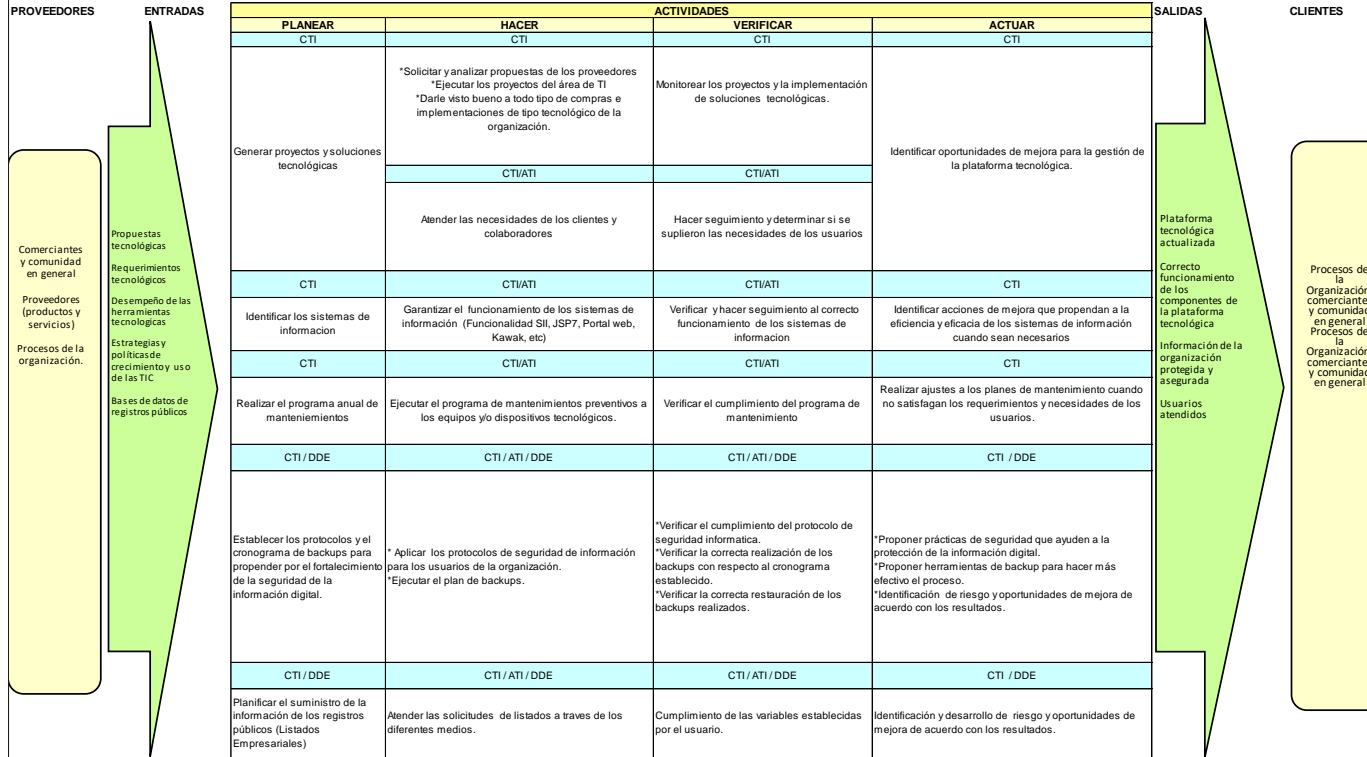 PROVEEDORES
ENTRADAS
ACTIVIDADES
SALIDAS
CLIENTES
PLANEAR
HACER
VERIFICAR
ACTUAR
CTI
CTI
CTI
CTI
Generar proyectos y soluciones
tecnológicas
*Solicitar y analizar propuestas de los proveedores
*Ejecutar los proyectos del área de TI
*Darle visto bueno a todo tipo de compras e
implementaciones de tipo tecnológico de la
organización.
Monitorear los proyectos y la implementación
de soluciones tecnológicas.
Identificar oportunidades de mejora para la gestión de
la plataforma tecnológica.
CTI/ATI
CTI/ATI
Atender las necesidades de los clientes y
colaboradores
Hacer seguimiento y determinar si se
suplieron las necesidades de los usuarios
CTI
CTI/ATI
CTI/ATI
CTI
Identificar los sistemas de
informacion
Garantizar el funcionamiento de los sistemas de
información (Funcionalidad SII, JSP7, Portal web,
Kawak, etc)
Verificar y hacer seguimiento al correcto
funcionamiento de los sistemas de
informacion
Identificar acciones de mejora que propendan a la
eficiencia y eficacia de los sistemas de información
cuando sean necesarios
CTI
CTI/ATI
CTI/ATI
CTI
Realizar el programa anual de
manteniemientos
Ejecutar el programa de mantenimientos preventivos a
los equipos y/o dispositivos tecnológicos.
Verificar el cumplimiento del programa de
mantenimiento
Realizar ajustes a los planes de mantenimiento cuando
no satisfagan los requerimientos y necesidades de los
usuarios.
CTI / DDE
CTI / ATI / DDE
CTI / ATI / DDE
CTI / DDE
Establecer los protocolos y el
cronograma de backups para
propender por el fortalecimiento
de la seguridad de la
información digital.
* Aplicar los protocolos de seguridad de información
para los usuarios de la organización.
*Ejecutar el plan de backups.
*Verificar el cumplimiento del protocolo de
seguridad informatica.
*Verificar la correcta realización de los
backups con respecto al cronograma
establecido.
*Verificar la correcta restauración de los
backups realizados.
*Proponer prácticas de seguridad que ayuden a la
protección de la información digital.
*Proponer herramientas de backup para hacer más
efectivo el proceso.
*Identificación de riesgo y oportunidades de mejora de
acuerdo con los resultados.
CTI / DDE
CTI / ATI / DDE
CTI / ATI / DDE
CTI / DDE
Planificar el suministro de la
información de los registros
públicos (Listados
Empresariales)
Atender las solicitudes de listados a traves de los
diferentes medios.
Cumplimiento de las variables establecidas
por el usuario.
Identificación y desarrollo de riesgo y oportunidades de
mejora de acuerdo con los resultados.
Comerciantes
y comunidad
en general
Proveedores
(productos y
servicios)
Procesos de la
organización.
Propuestas
tecnológicas
Requerimientos
tecnológicos
Desempeño de las
herramientas
tecnologicas
Estrategias y
políticas de
crecimiento y uso
de las TIC
Bases de datos de
registros públicos
Plataforma
tecnológica
actualizada
Correcto
funcionamiento
de los
componentes de
la plataforma
tecnológica
Información de la
organización
protegida y
asegurada
Usuarios
atendidos
Procesos de
la
Organización
comerciante
y comunidad
en general
Procesos de
la
Organización
comerciante
y comunidad
en general